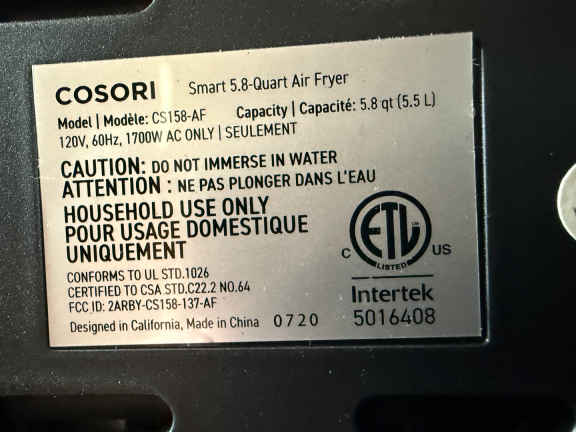 COSORI Smart 5.8-Quart Air Fryer
Model | Modèle: CS158-AF Capacity | Capacité: 5.8 qt (5.5 L)
120V, 60Hz, 1700W AC ONLY | SEULEMENT
CAUTION: DO NOT IMMERSE IN WATER
ATTENTION : NE PAS PLONGER DANS L'EAU
HOUSEHOLD USE ONLY
POUR USAGE DOMESTIQUE
UNIQUEMENT
CONFORMS TO UL STD.1026
CERTIFIED TO CSA STD.C22.2 NO.64
FCC ID: 2ARBY-CS158-137-AF
Designed in California, Made in China 0720
ETL
C US
LISTED
Intertek
5016408